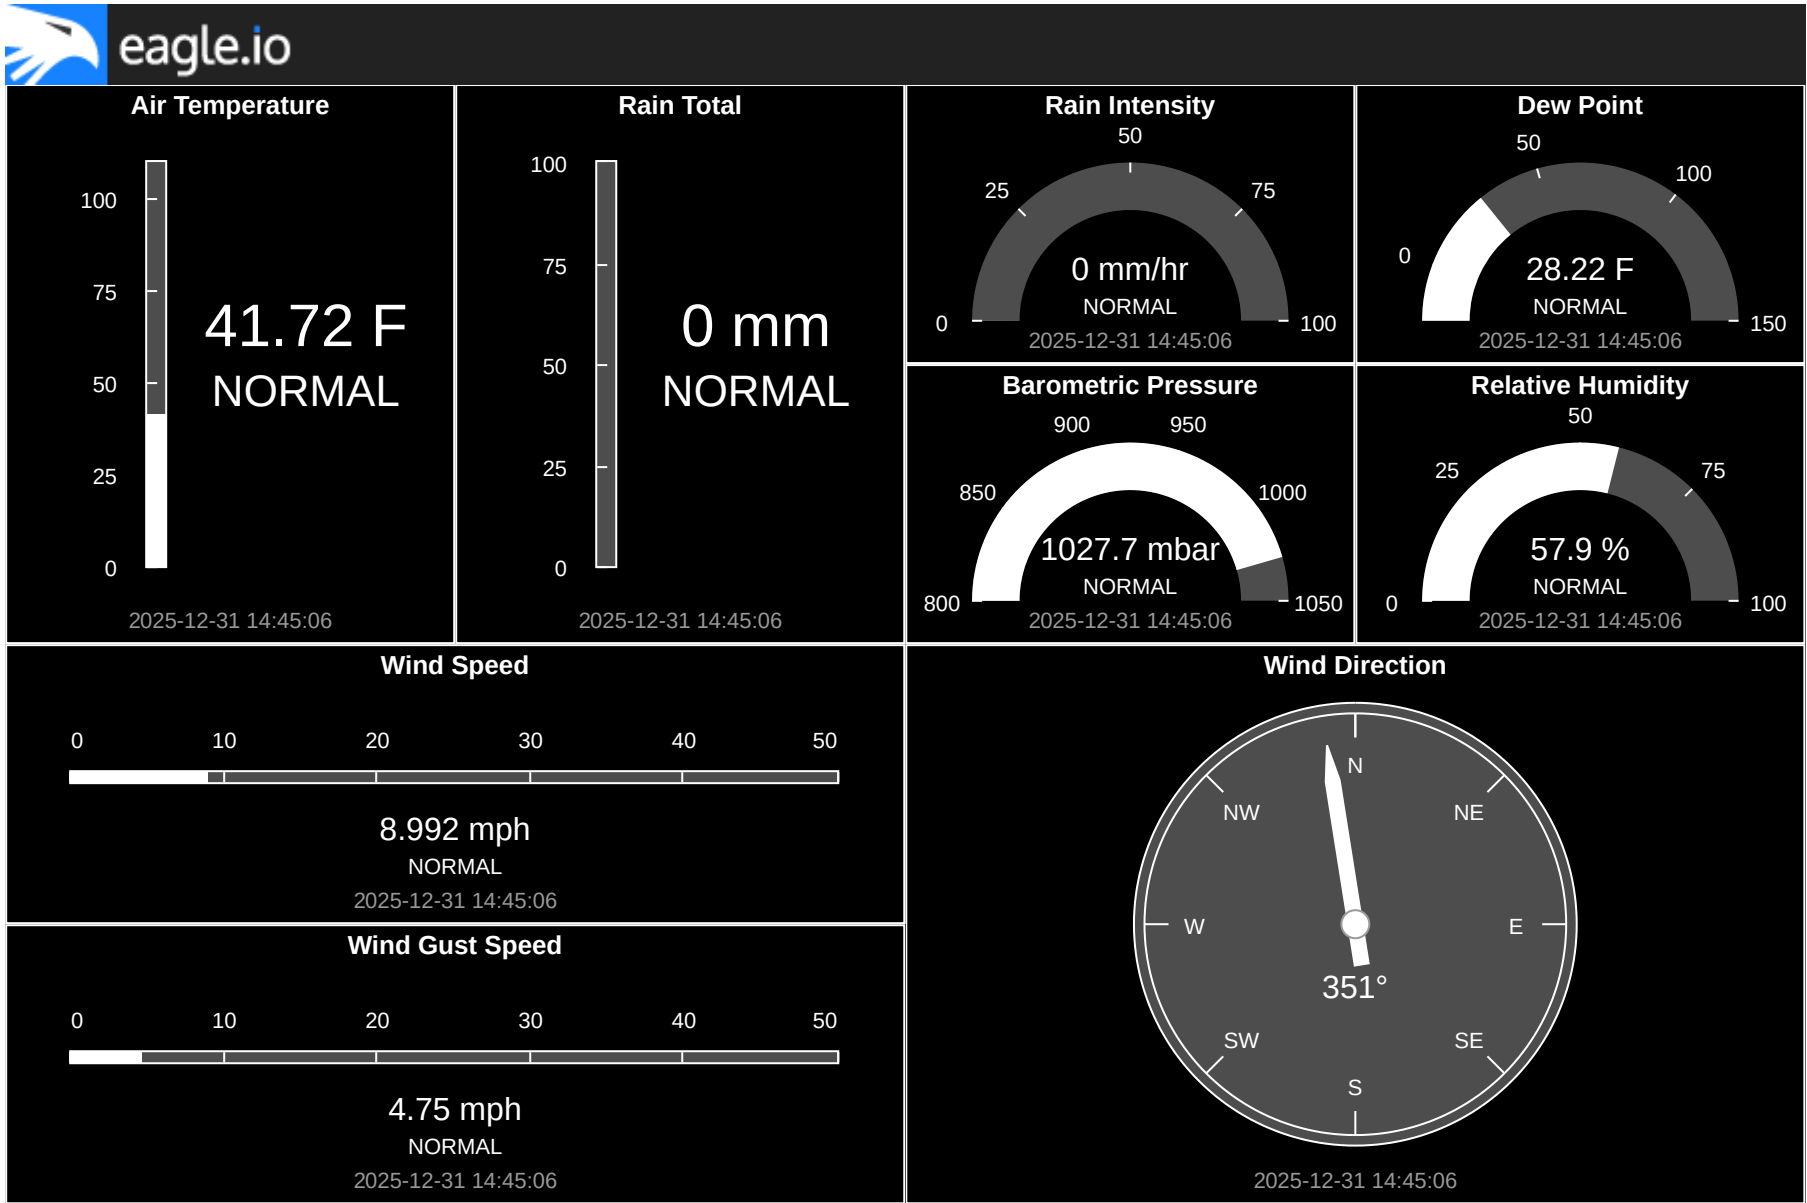 eagle.io
Air Temperature
100
75
50
25
0
41.72 F
NORMAL
2025-12-31 14:45:06
Rain Total
100
75
50
25
0
0 mm
NORMAL
2025-12-31 14:45:06
Rain Intensity
50
25
75
0
100
0 mm/hr
NORMAL
2025-12-31 14:45:06
Dew Point
50
100
0
150
28.22 F
NORMAL
2025-12-31 14:45:06
Barometric Pressure
900
950
850
1000
800
1050
1027.7 mbar
NORMAL
2025-12-31 14:45:06
Relative Humidity
50
25
75
0
100
57.9 %
NORMAL
2025-12-31 14:45:06
Wind Speed
0 10 20 30 40 50
8.992 mph
NORMAL
2025-12-31 14:45:06
Wind Gust Speed
0 10 20 30 40 50
4.75 mph
NORMAL
2025-12-31 14:45:06
Wind Direction
N
NW
NE
W
E
351°
SW
SE
S
2025-12-31 14:45:06